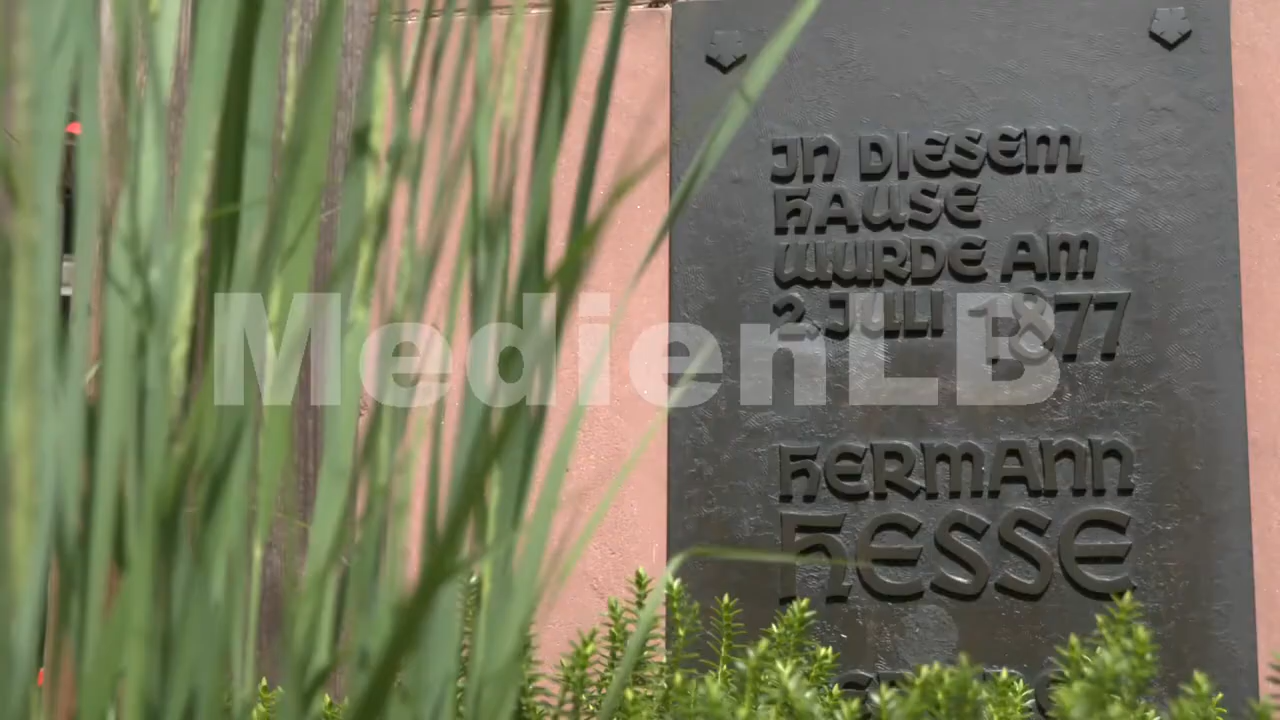 IN DIESEM
HAUSE
WURDE AM
2. JULI 1877
HERMANN
HESSE
MedienLB